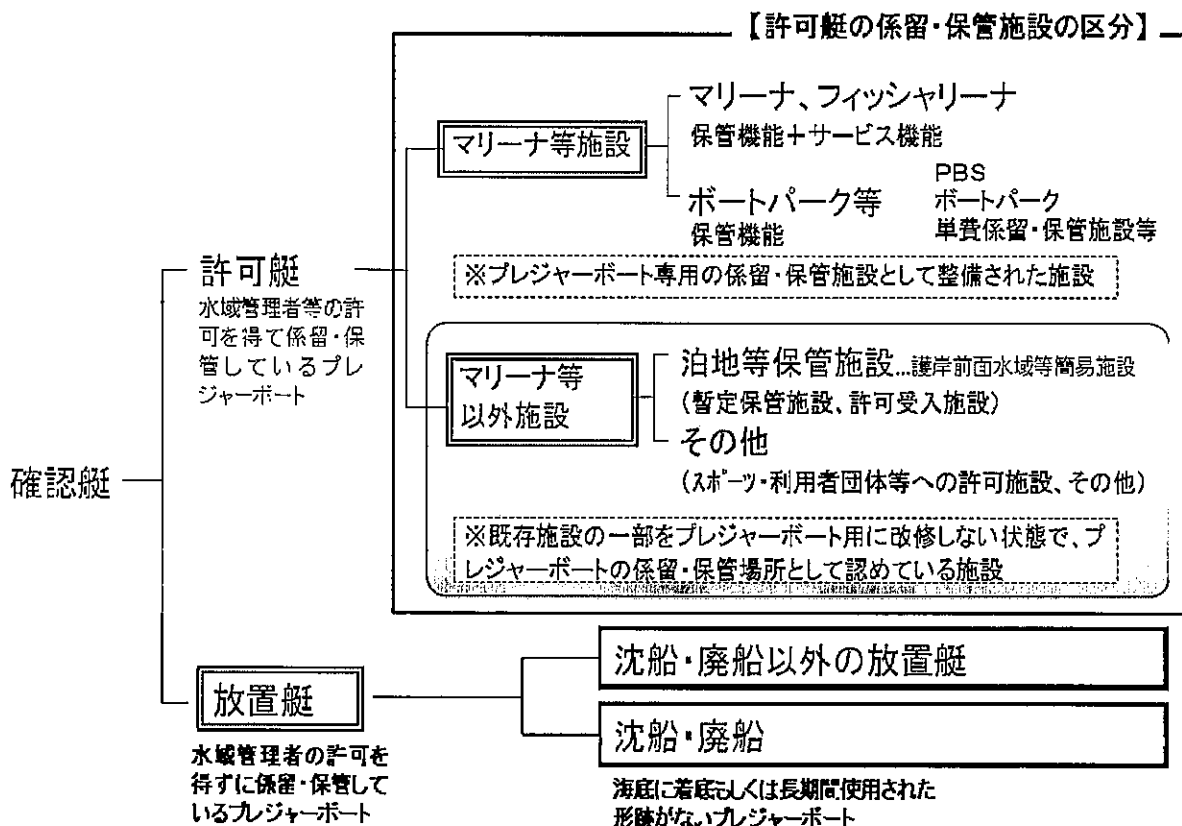 【許可艇の係留・保管施設の区分】
マリーナ等施設
マリーナ、フィッシャリーナ
保管機能＋サービス機能
ボートパーク等
保管機能
PBS
ボートパーク
単費係留・保管施設等
※プレジャーボート専用の係留・保管施設として整備された施設
許可艇
水域管理者等の許
可を得て係留・保
管しているプレ
ジャーボート
マリーナ等
以外施設
泊地等保管施設...護岸前面水域等簡易施設
(暫定保管施設、許可受入施設)
その他
(スポーツ・利用者団体等への許可施設、その他)
※既存施設の一部をプレジャーボート用に改修しない状態で、プ
レジャーボートの係留・保管場所として認めている施設
確認艇
放置艇
水域管理者の許可を
得ずに係留・保管して
いるプレジャーボート
沈船・廃船以外の放置艇
沈船・廃船
海底に着底もしくは長期間使用された
形跡がないプレジャーボート